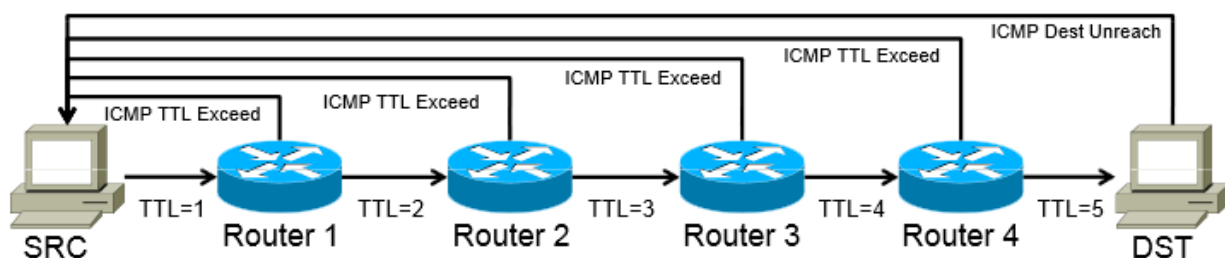 ICMP Dest Unreach
ICMP TTL Exceed
ICMP TTL Exceed
ICMP TTL Exceed
ICMP TTL Exceed
TTL=1
TTL=2
TTL=3
TTL=4
TTL=5
SRC
Router 1
Router 2
Router 3
Router 4
DST